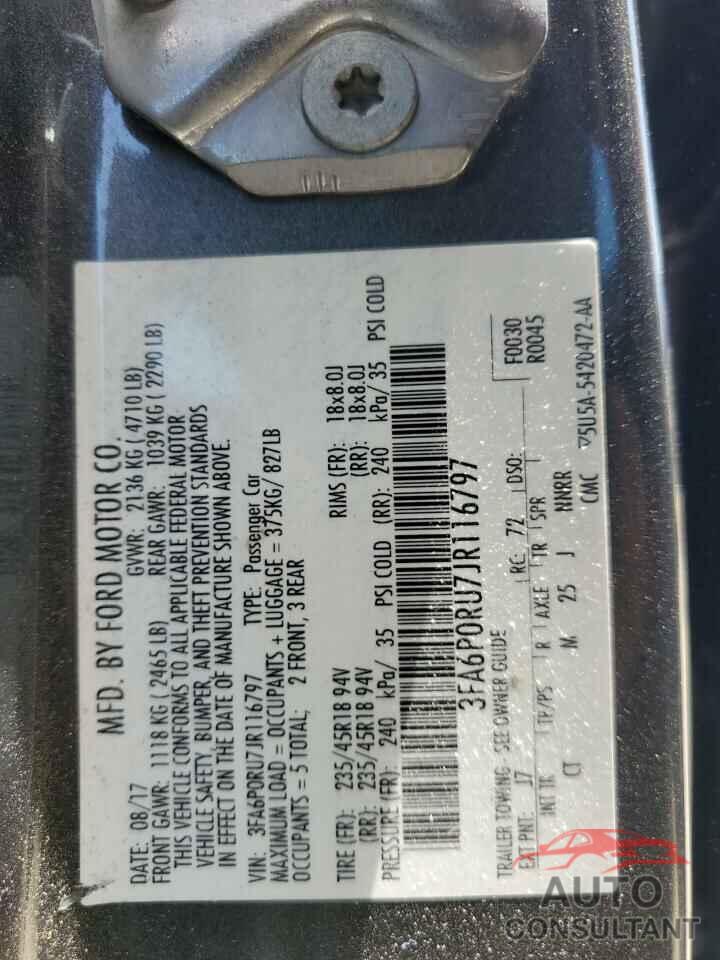 MFD. BY FORD MOTOR CO.
DATE: 08/17 GVWR: 2136 KG ( 4710 LB)
FRONT GAWR: 1118 KG ( 2465 LB) REAR GAWR: 1039 KG ( 2290 LB)
THIS VEHICLE CONFORMS TO ALL APPLICABLE FEDERAL MOTOR
VEHICLE SAFETY, BUMPER, AND THEFT PREVENTION STANDARDS
IN EFFECT ON THE DATE OF MANUFACTURE SHOWN ABOVE.
VIN: 3FA6P0RU7JR116797 TYPE: Passenger Car
MAXIMUM LOAD = OCCUPANTS + LUGGAGE = 375KG/ 827LB
OCCUPANTS = 5 TOTAL; 2 FRONT, 3 REAR
TIRE (FR): 235/45R18 94V RIMS (FR): 18x8.0J
(RR): 235/45R18 94V (RR): 18x8.0J
PRESSURE (FR): 240 kPa/ 35 PSI COLD (RR): 240 kPa/ 35 PSI COLD
3FA6P0RU7JR116797
TRAILER TOWING - SEE OWNER GUIDE F0030
EXT PNT: J7 RC: 72 DSO: R0045
INT TR TP/PS R AXLE TR SPR
CT M 25 J NNRR
CMC 5U5A-5420472-AA
AUTO
CONSULTANT